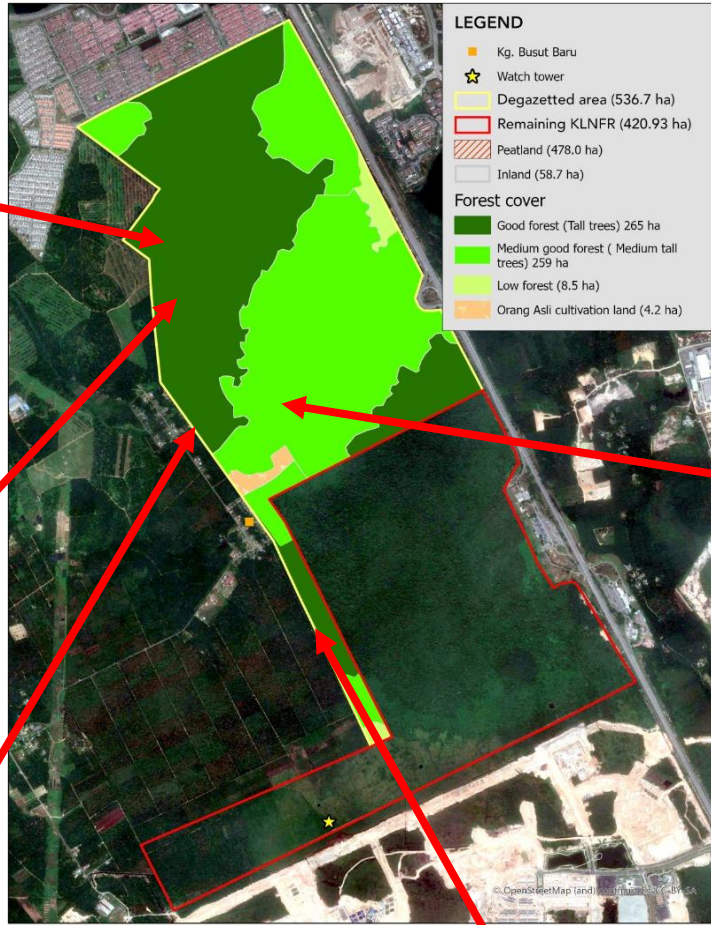 LEGEND
Kg. Busut Baru
Watch tower
Degazetted area (536.7 ha)
Remaining KLNFR (420.93 ha)
Peatland (478.0 ha)
Inland (58.7 ha)
Forest cover
Good forest (Tall trees) 265 ha
Medium good forest ( Medium tall
trees) 259 ha
Low forest (8.5 ha)
Orang Asli cultivation land (4.2 ha)
© OpenStreetMap (and) BY-SA